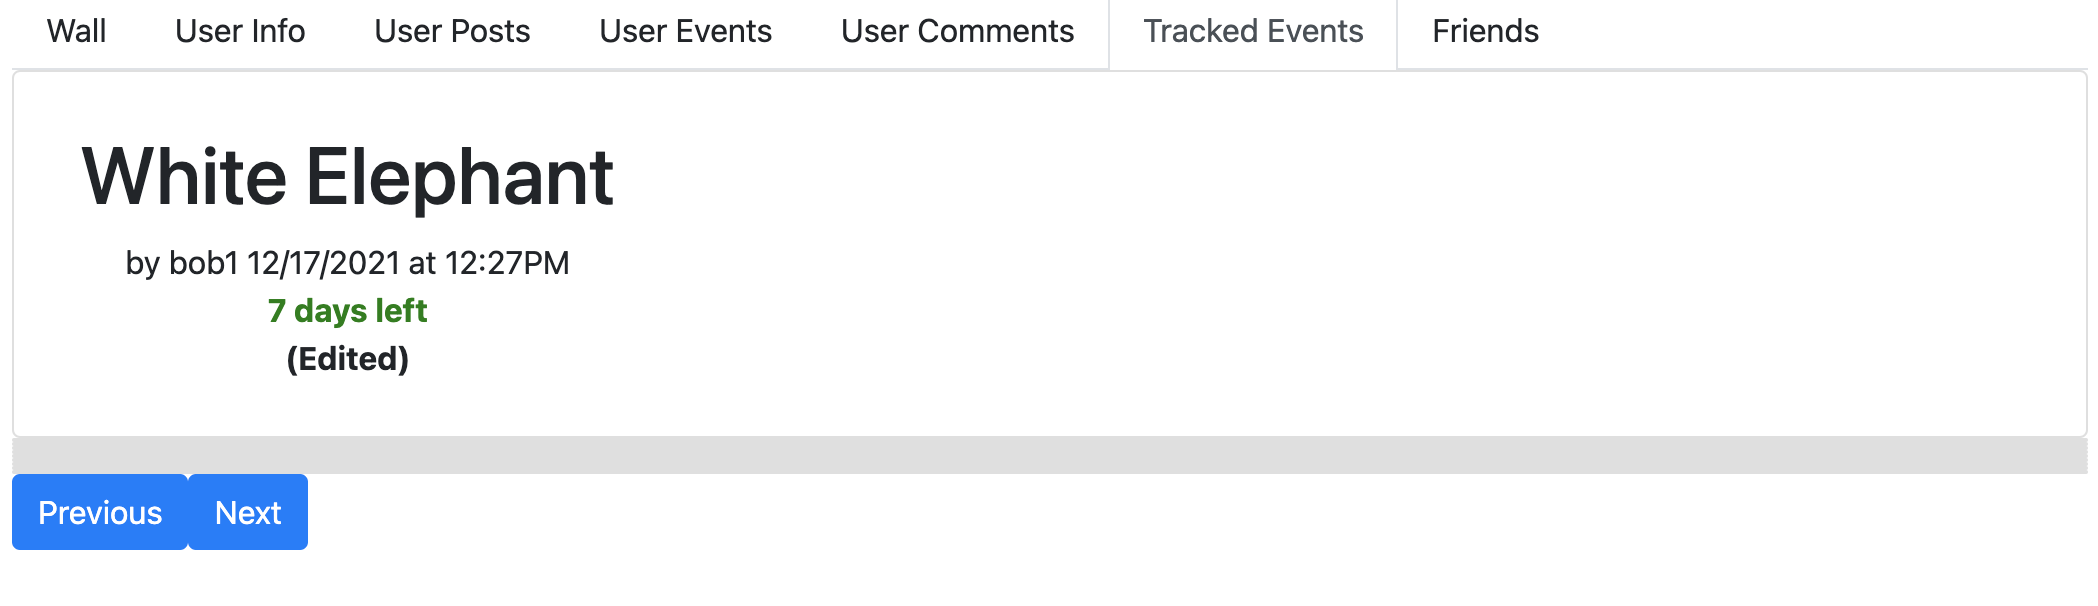 Wall User Info User Posts User Events User Comments Tracked Events Friends
White Elephant
by bob1 12/17/2021 at 12:27PM
7 days left
(Edited)
Previous Next